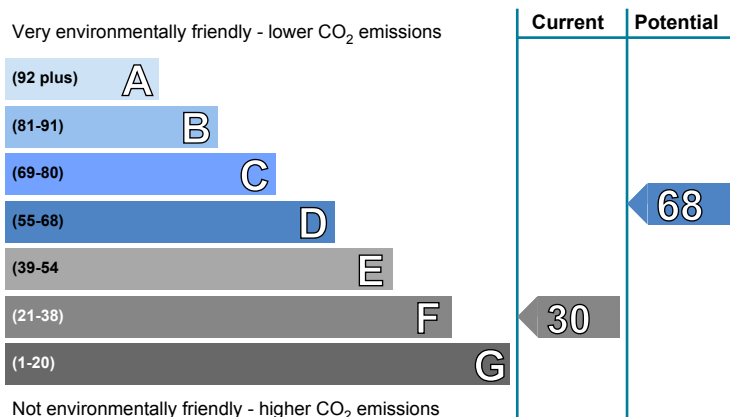 Very environmentally friendly - lower CO2 emissions
Current
Potential
(92 plus) A
(81-91) B
(69-80) C
(55-68) D
68
(39-54 E
(21-38) F
30
(1-20) G
Not environmentally friendly - higher CO2 emissions